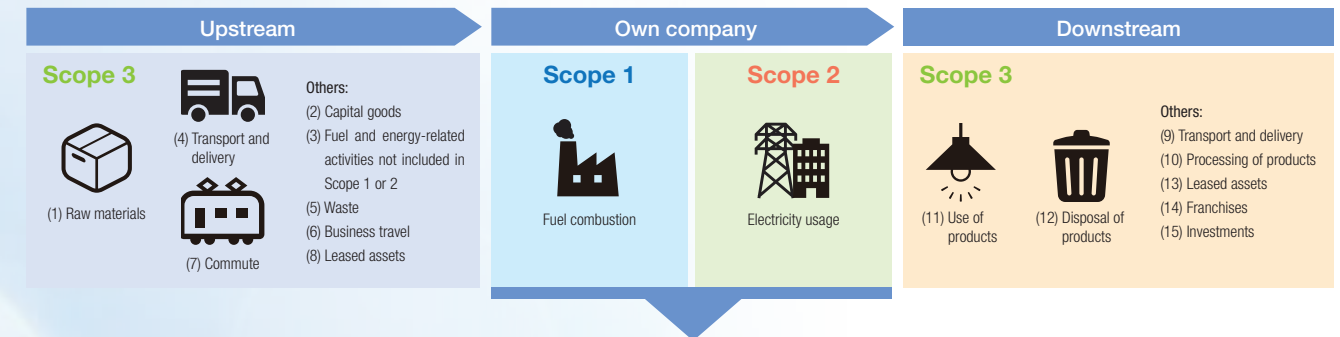 Upstream
Own company
Downstream
Scope 3
(1) Raw materials
(4) Transport and
delivery
(7) Commute
Others:
(2) Capital goods
(3) Fuel and energy-related
activities not included in
Scope 1 or 2
(5) Waste
(6) Business travel
(8) Leased assets
Scope 1
Fuel combustion
Scope 2
Electricity usage
Scope 3
(11) Use of
products
(12) Disposal of
products
Others:
(9) Transport and delivery
(10) Processing of products
(13) Leased assets
(14) Franchises
(15) Investments